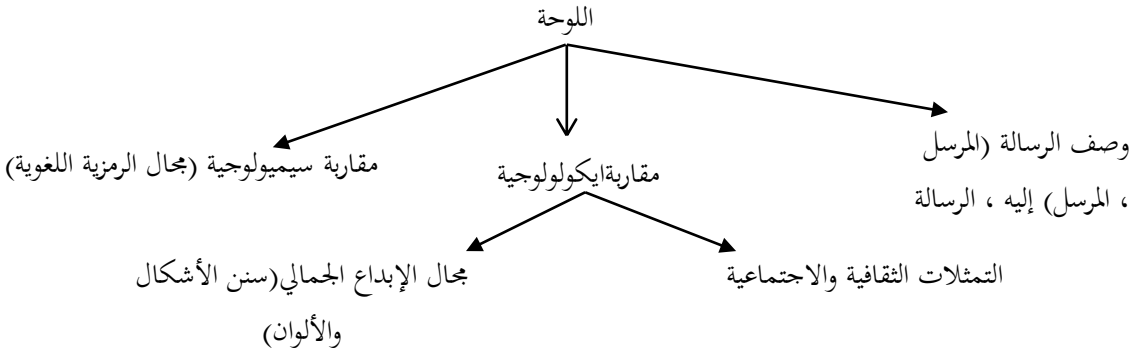 اللوحة
وصف الرسالة (المرسل
، المرسل) إليه ، الرسالة
مقاربةايكولولوجية
مقاربة سيميولوجية (مجال الرمزية اللغوية)
التمثلات الثقافية والاجتماعية
مجال الإبداع الجمالي(سنن الأشكال
والألوان)